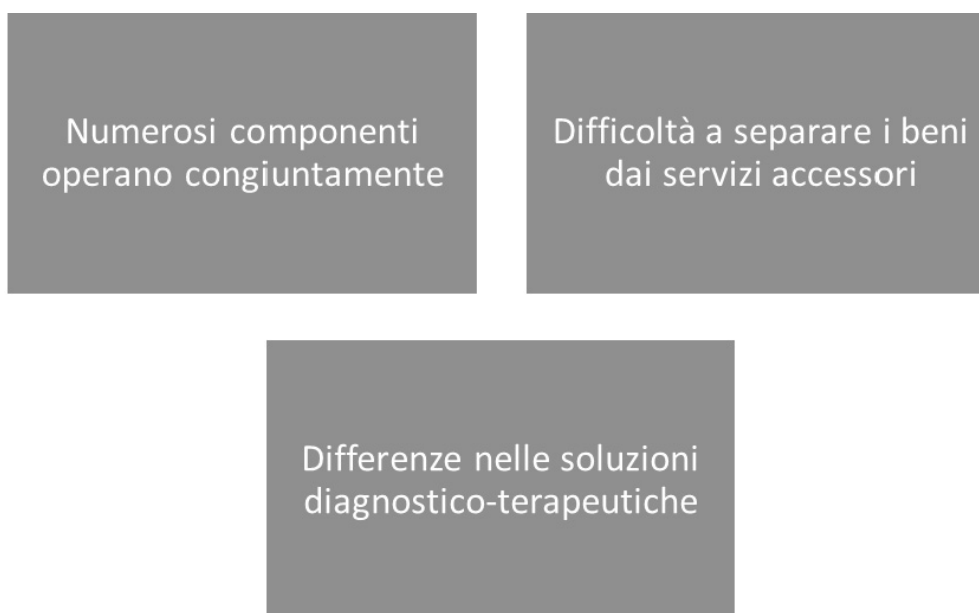 Numerosi componenti
operano congiuntamente
Difficoltà a separare i beni
dai servizi accessori
Differenze nelle soluzioni
diagnostico-terapeutiche